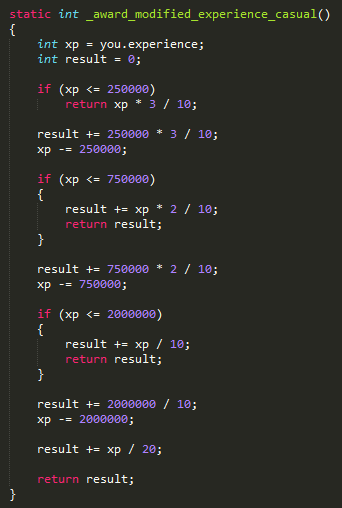 static int _award_modified_experience_casual()
{
    int xp = you.experience;
    int result = 0;

    if (xp <= 250000)
        return xp * 3 / 10;

    result += 250000 * 3 / 10;
    xp -= 250000;

    if (xp <= 750000)
    {
        result += xp * 2 / 10;
        return result;
    }

    result += 750000 * 2 / 10;
    xp -= 750000;

    if (xp <= 2000000)
    {
        result += xp / 10;
        return result;
    }

    result += 2000000 / 10;
    xp -= 2000000;

    result += xp / 20;

    return result;
}